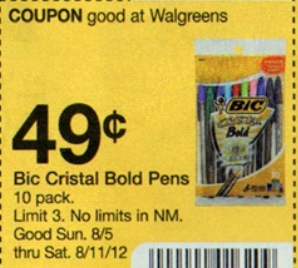 COUPON good at Walgreens
49¢
Bic Cristal Bold Pens
10 pack.
Limit 3. No limits in NM.
Good Sun. 8/5
thru Sat. 8/11/12
BIC
CRISTAL
Bold